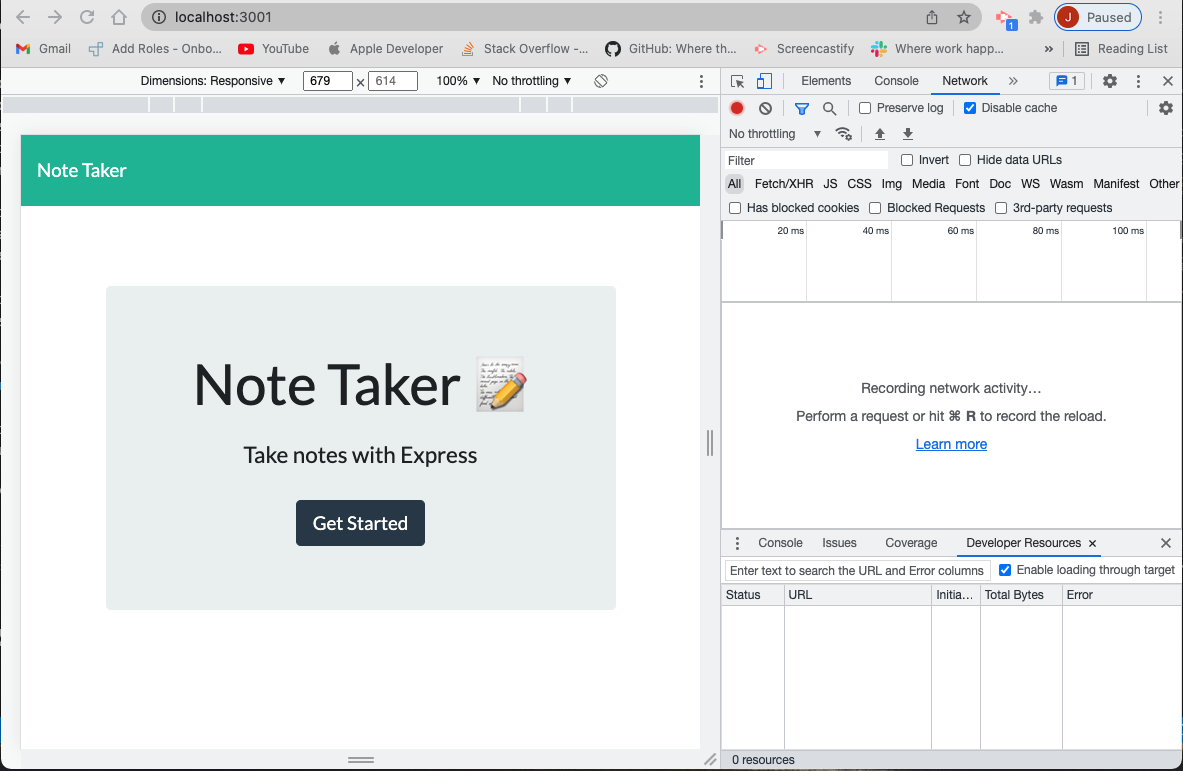 localhost:3001
1
J
Paused
Gmail
Add Roles - Onbo...
YouTube
Apple Developer
Stack Overflow -...
GitHub: Where th...
Screencastify
Where work happ...
»
Reading List
Dimensions: Responsive ▼ 679 × 614 100% ▼ No throttling ▼
Elements Console Network » 1
Preserve log Disable cache
No throttling ▼
Filter Invert Hide data URLs
All Fetch/XHR JS CSS Img Media Font Doc WS Wasm Manifest Other
Has blocked cookies Blocked Requests 3rd-party requests
20 ms 40 ms 60 ms 80 ms 100 ms
Recording network activity…
Perform a request or hit ⌘ R to record the reload.
Learn more
Console Issues Coverage Developer Resources ×
Enter text to search the URL and Error columns Enable loading through target
Status URL Initia… Total Bytes Error
0 resources
Note Taker
Note Taker
Take notes with Express
Get Started